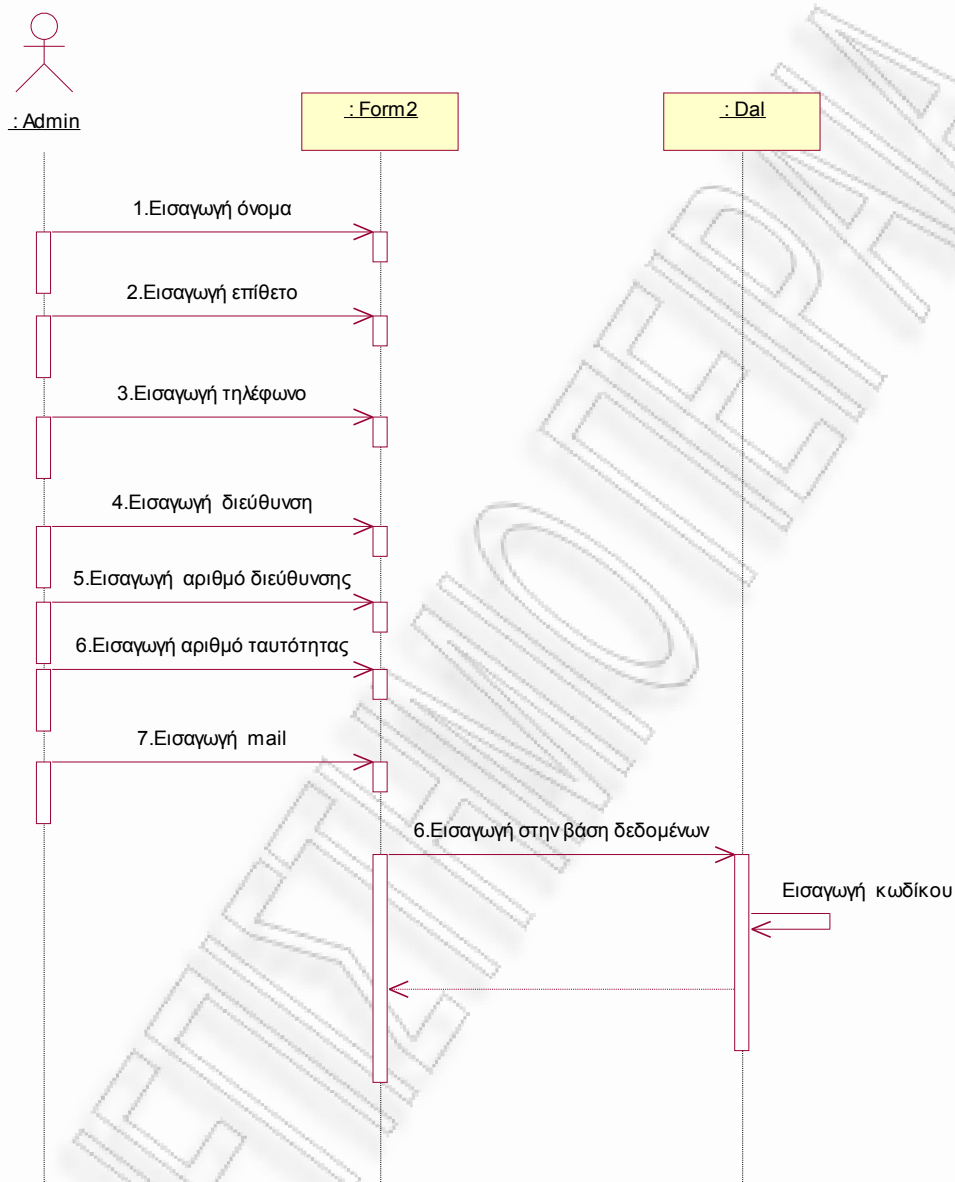 : Admin
: Form2
: Dal
1.Εισαγωγή όνομα
2.Εισαγωγή επίθετο
3.Εισαγωγή τηλέφωνο
4.Εισαγωγή διεύθυνση
5.Εισαγωγή αριθμό διεύθυνσης
6.Εισαγωγή αριθμό ταυτότητας
7.Εισαγωγή mail
6.Εισαγωγή στην βάση δεδομένων
Εισαγωγή κωδίκου